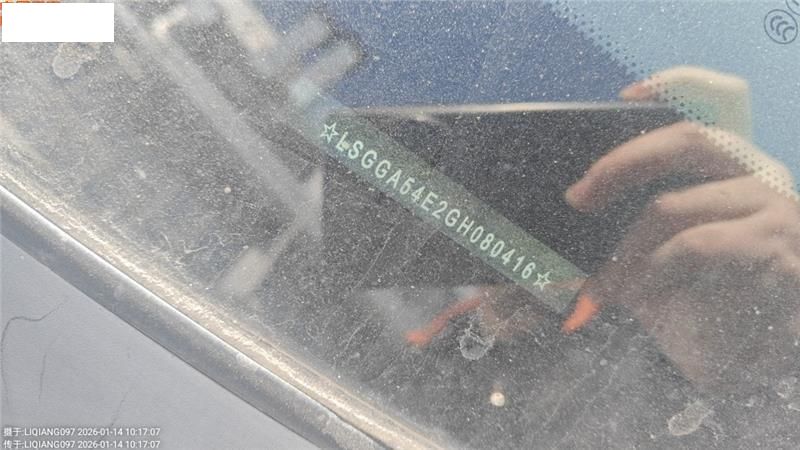 ☆LSGGA54E2GH080416☆
摄于:LIQIANG097 2026-01-14 10:17:07
传于:LIQIANG097 2026-01-14 10:17:07